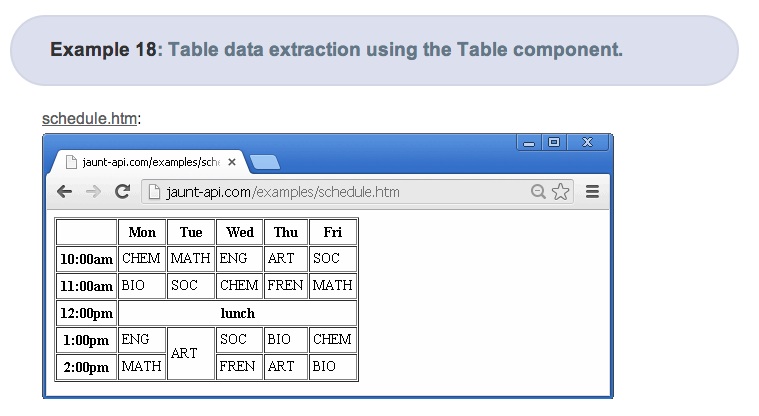 Example 18: Table data extraction using the Table component.
schedule.htm:
jaunt-api.com/examples/sche
jaunt-api.com/examples/schedule.htm
Mon Tue Wed Thu Fri
10:00am CHEM MATH ENG ART SOC
11:00am BIO SOC CHEM FREN MATH
12:00pm lunch
1:00pm ENG ART SOC BIO CHEM
2:00pm MATH FREN ART BIO